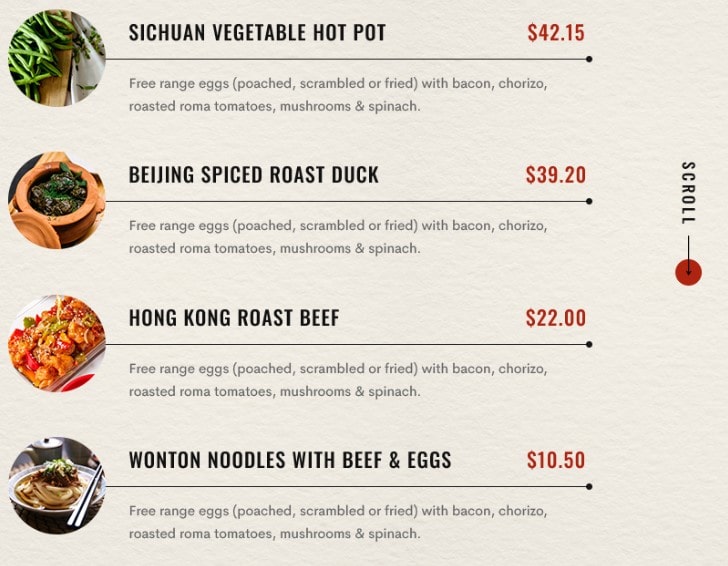 SICHUAN VEGETABLE HOT POT $42.15
Free range eggs (poached, scrambled or fried) with bacon, chorizo,
roasted roma tomatoes, mushrooms & spinach.
BEIJING SPICED ROAST DUCK $39.20
Free range eggs (poached, scrambled or fried) with bacon, chorizo,
roasted roma tomatoes, mushrooms & spinach.
SCROLL
HONG KONG ROAST BEEF $22.00
Free range eggs (poached, scrambled or fried) with bacon, chorizo,
roasted roma tomatoes, mushrooms & spinach.
WONTON NOODLES WITH BEEF & EGGS $10.50
Free range eggs (poached, scrambled or fried) with bacon, chorizo,
roasted roma tomatoes, mushrooms & spinach.